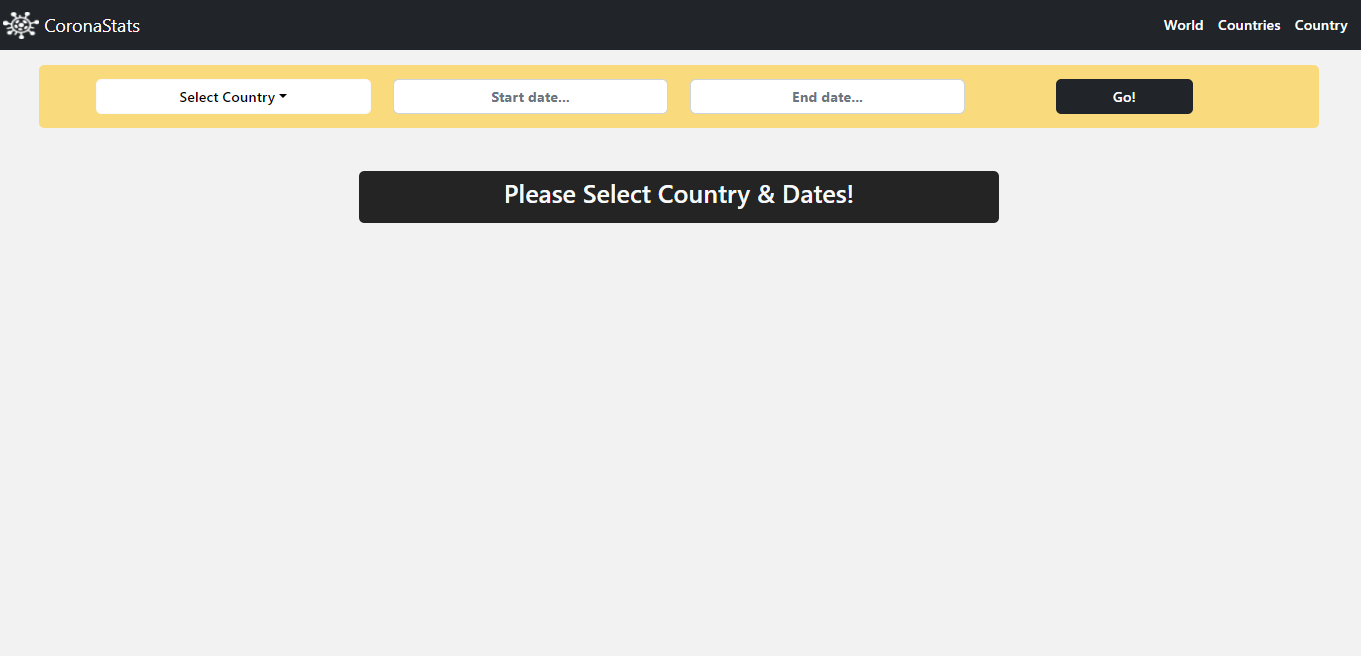 CoronaStats
World Countries Country
Select Country
Start date...
End date...
Go!
Please Select Country & Dates!